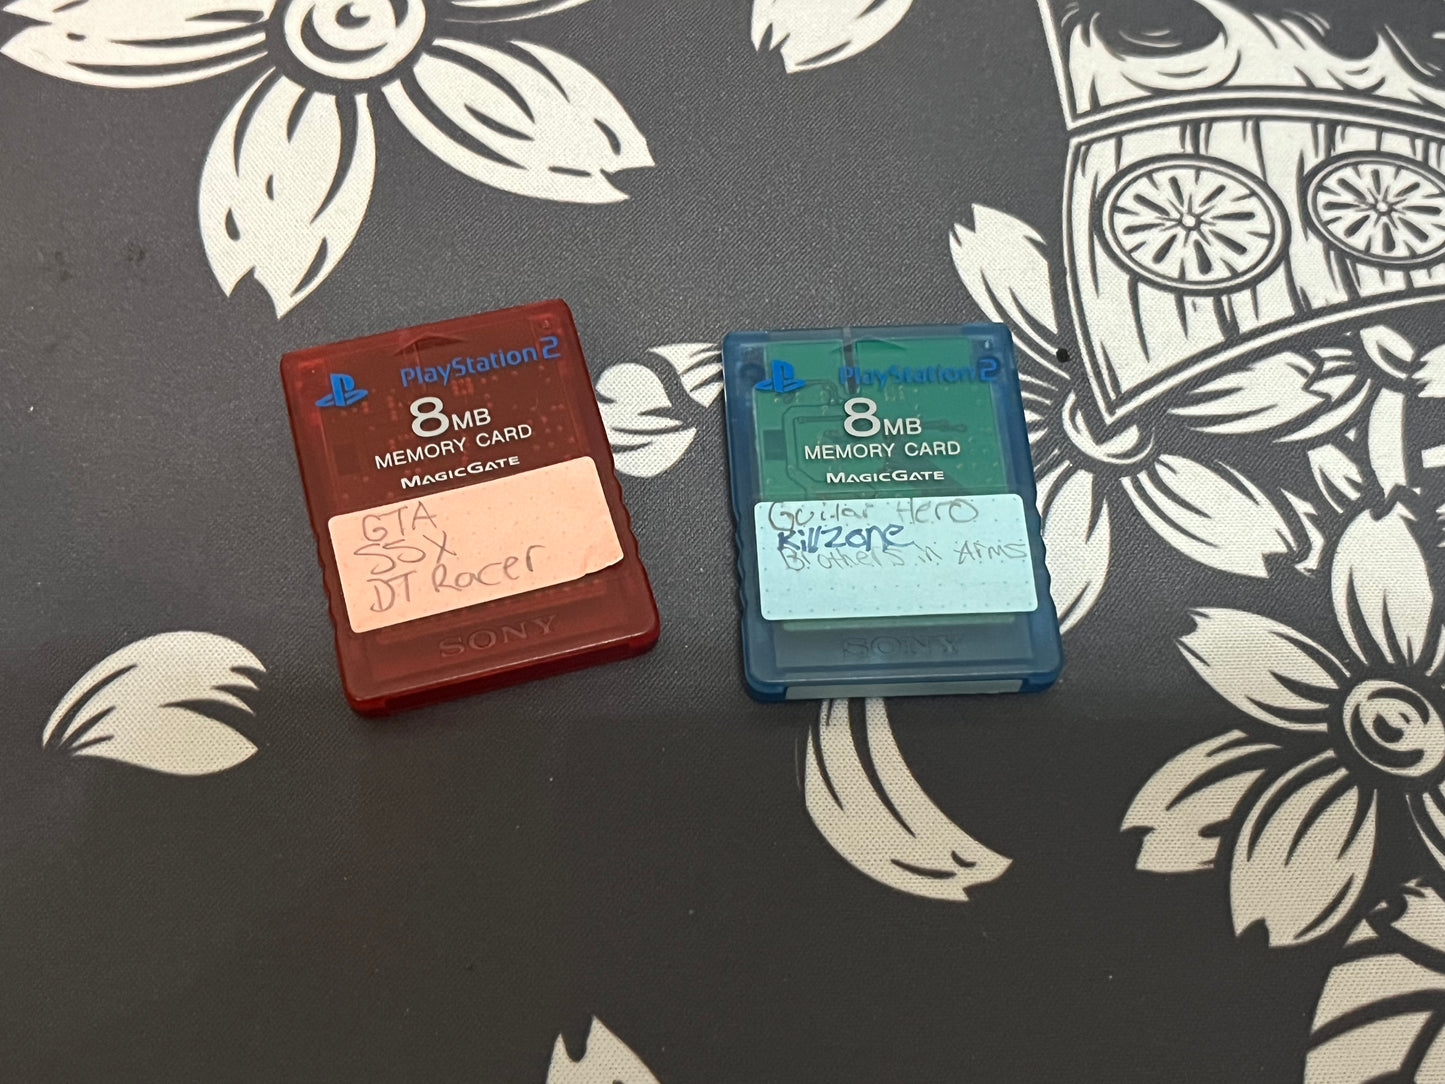 PlayStation 2
8MB
MEMORY CARD
MAGICGATE
GTA
SSX
DT Racer
SONY
PlayStation 2
8MB
MEMORY CARD
MAGICGATE
Guitar Hero
Killzone
Brothers in Arms
SONY